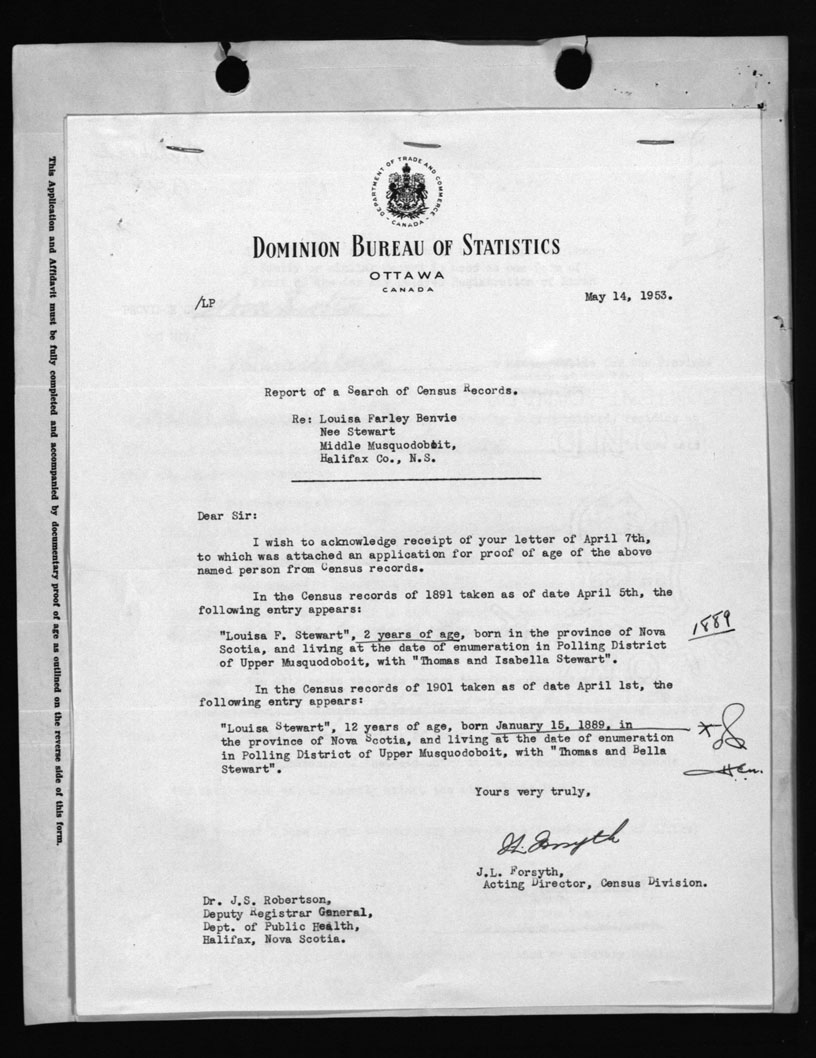 DEPARTMENT OF TRADE AND COMMERCE
CANADA
DOMINION BUREAU OF STATISTICS
OTTAWA
CANADA
/LP
May 14, 1953.
Report of a Search of Census Records.
Re: Louisa Farley Benvie
Nee Stewart
Middle Musquodoboit,
Halifax Co., N.S.
Dear Sir:
I wish to acknowledge receipt of your letter of April 7th,
to which was attached an application for proof of age of the above
named person from Census records.
In the Census records of 1891 taken as of date April 5th, the
following entry appears:
"Louisa F. Stewart", 2 years of age, born in the province of Nova
Scotia, and living at the date of enumeration in Polling District
of Upper Musquodoboit, with "Thomas and Isabella Stewart".
1889
In the Census records of 1901 taken as of date April 1st, the
following entry appears:
"Louisa Stewart", 12 years of age, born January 15, 1889, in
the province of Nova Scotia, and living at the date of enumeration
in Polling District of Upper Musquodoboit, with "Thomas and Bella
Stewart".
Yours very truly,
J.L. Forsyth,
Acting Director, Census Division.
Dr. J.S. Robertson,
Deputy Registrar General,
Dept. of Public Health,
Halifax, Nova Scotia.
This Application and Affidavit must be fully completed and accompanied by documentary proof of age as outlined on the reverse side of this form.